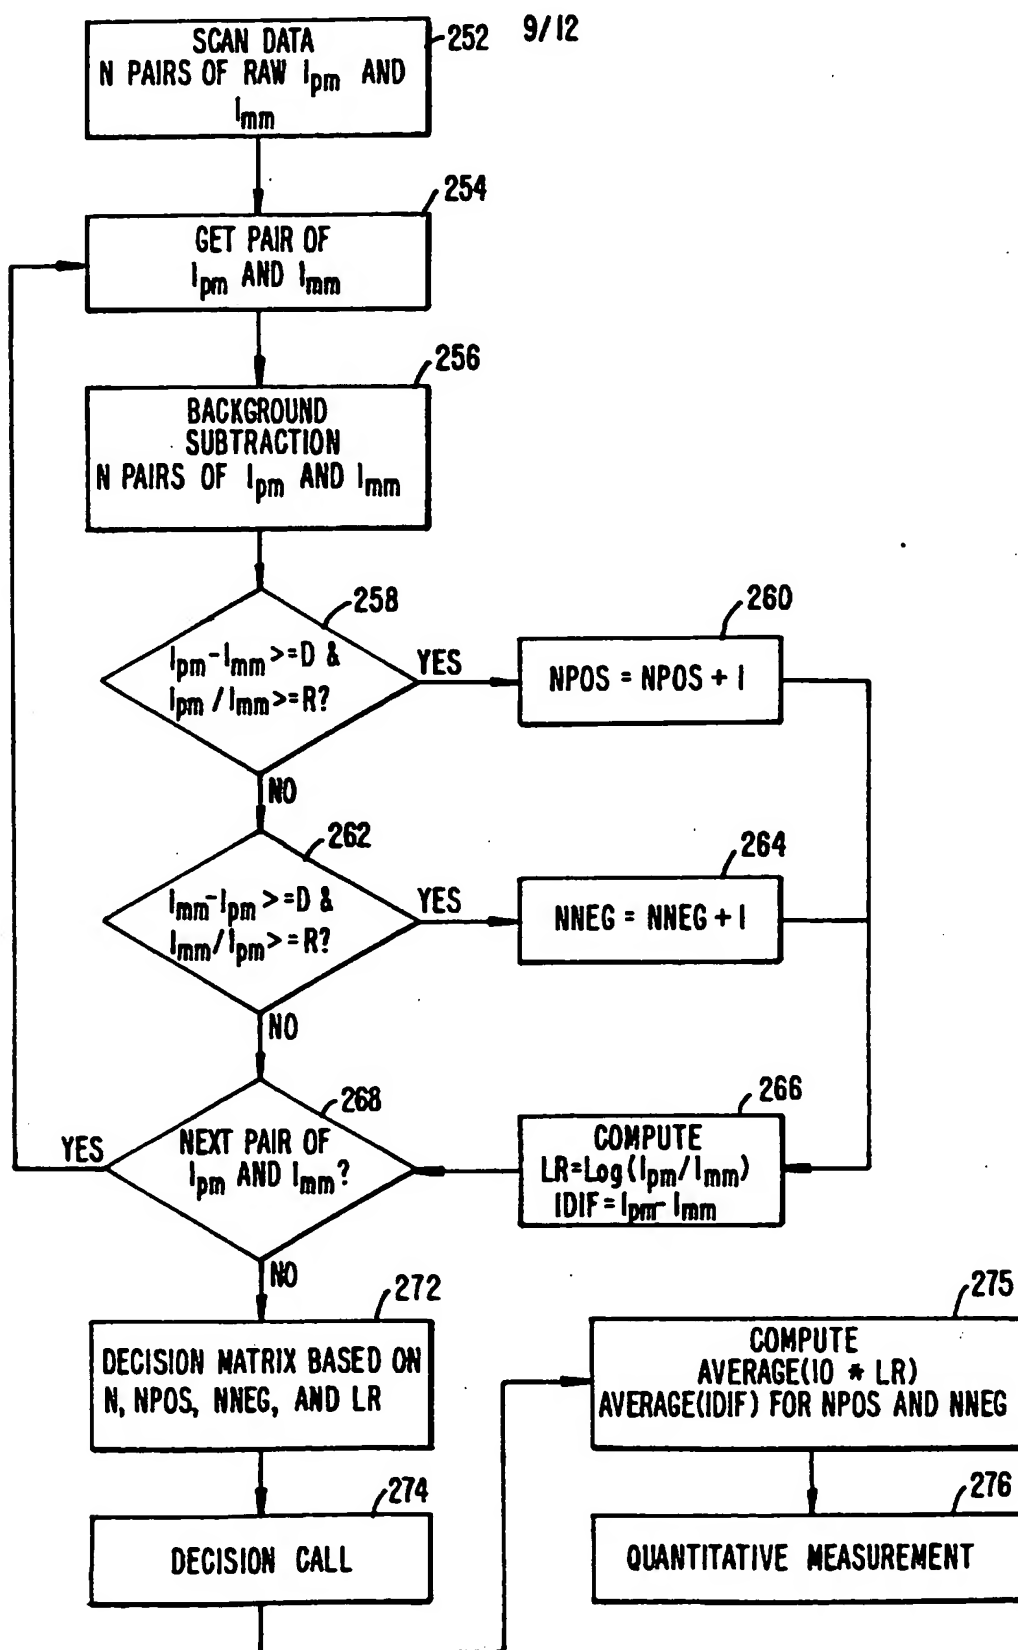 9/12
252
SCAN DATA
N PAIRS OF RAW Ipm AND
Imm
254
GET PAIR OF
Ipm AND Imm
256
BACKGROUND
SUBTRACTION
N PAIRS OF Ipm AND Imm
258
Ipm-Imm >=D &
Ipm / Imm >=R?
YES
NO
260
NPOS = NPOS + 1
262
Imm-Ipm >=D &
Imm/Ipm >=R?
YES
NO
264
NNEG = NNEG + 1
266
COMPUTE
LR=Log(Ipm/Imm)
IDIF=Ipm-Imm
268
NEXT PAIR OF
Ipm AND Imm?
YES
NO
272
DECISION MATRIX BASED ON
N, NPOS, NNEG, AND LR
274
DECISION CALL
275
COMPUTE
AVERAGE(10 * LR)
AVERAGE(IDIF) FOR NPOS AND NNEG
276
QUANTITATIVE MEASUREMENT